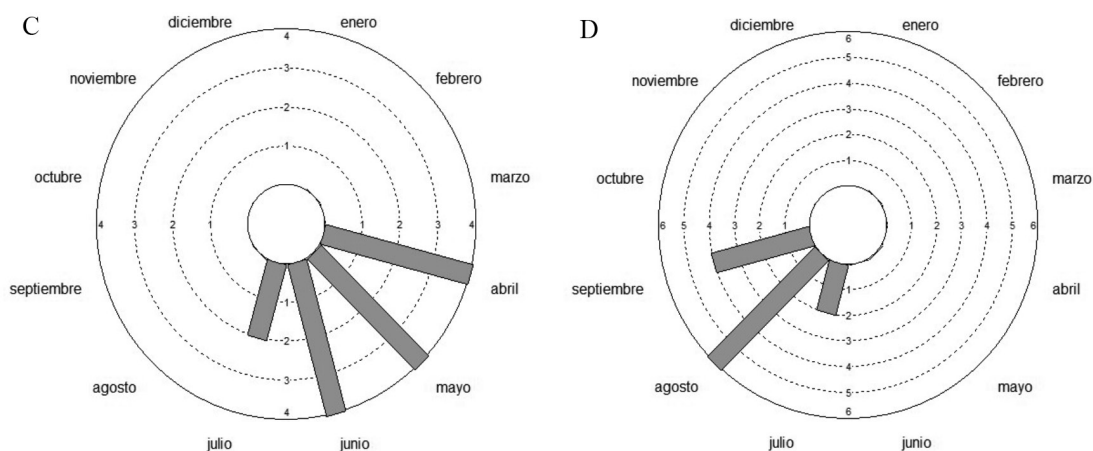 C
diciembre enero
noviembre febrero
octubre marzo
septiembre abril
agosto mayo
julio junio
4
3
2
1
4 3 2 1 1 2 3 4
1
2
3
4
D
diciembre enero
noviembre febrero
octubre marzo
septiembre abril
agosto mayo
julio junio
6
5
4
3
2
1
6 5 4 3 2 1 1 2 3 4 5 6
1
2
3
4
5
6